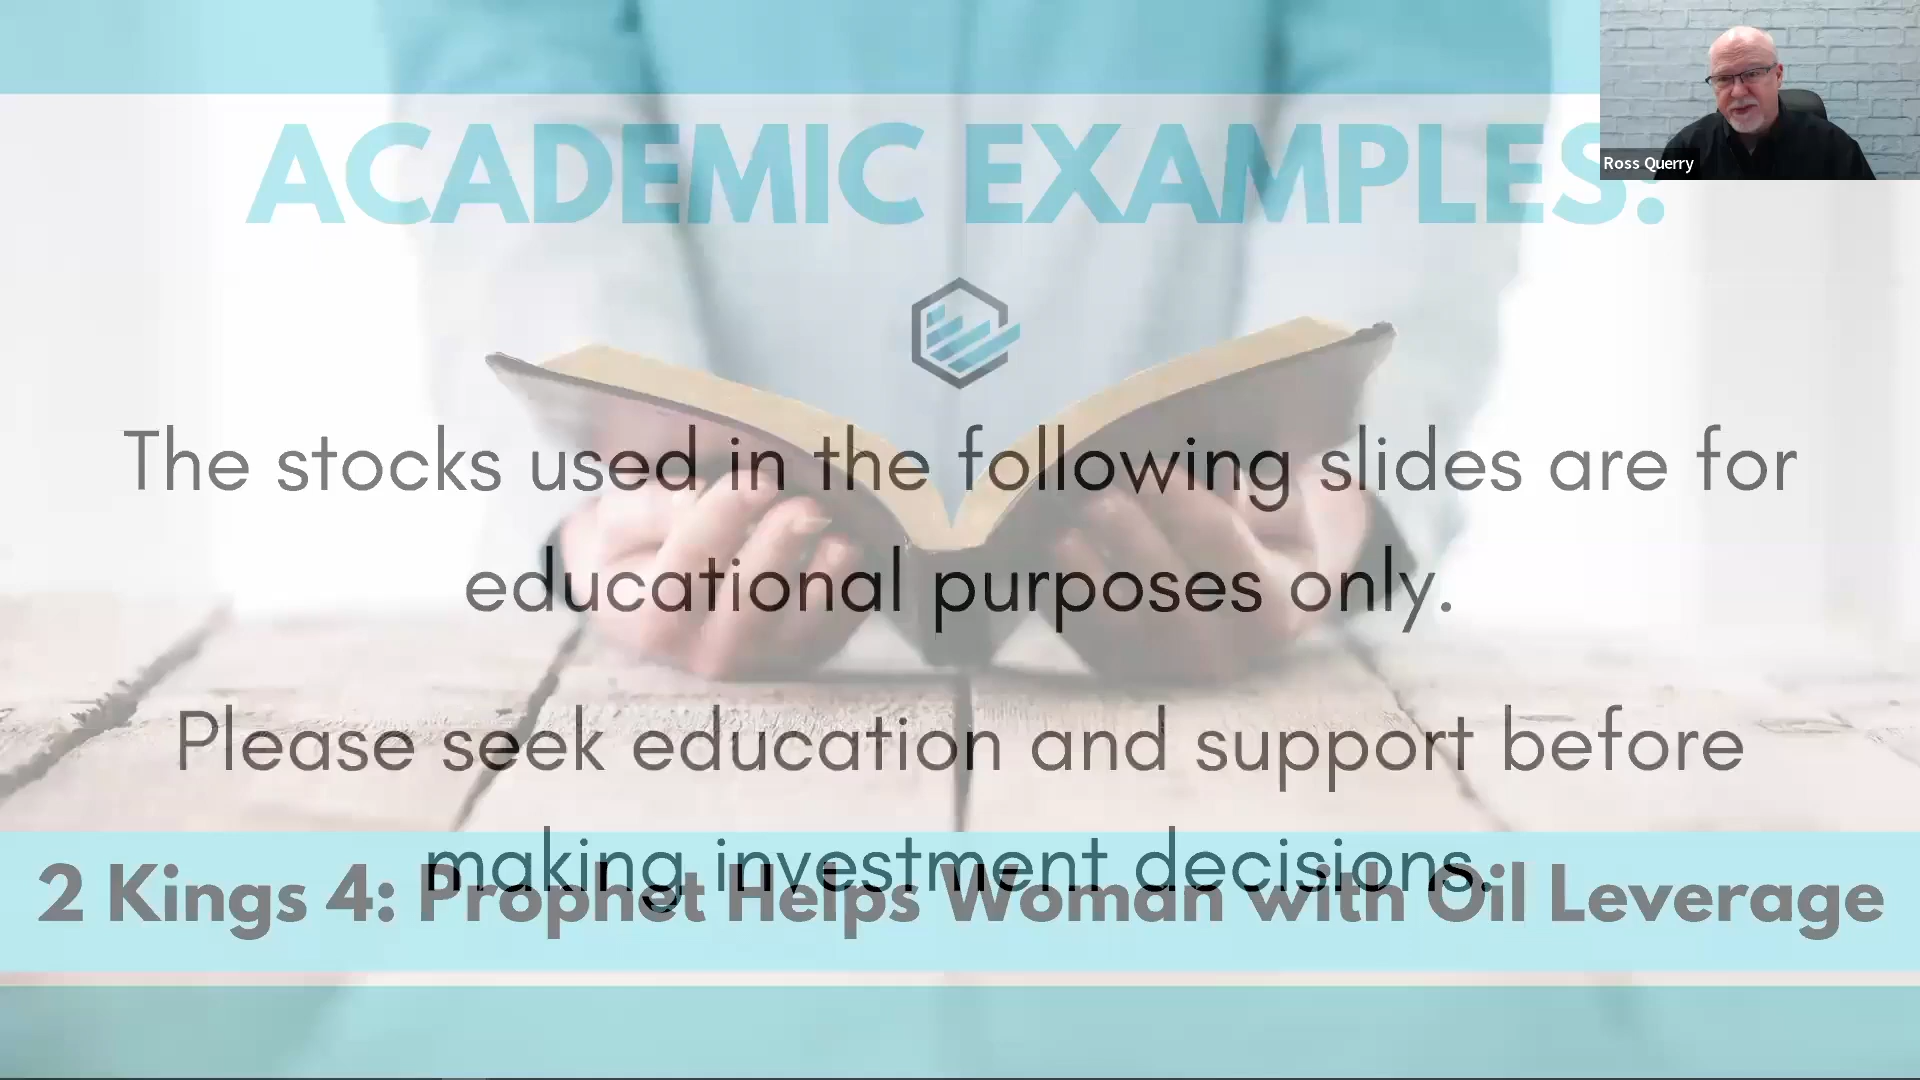 Ross Querry
ACADEMIC EXAMPLES:
The stocks used in the following slides are for
educational purposes only.
Please seek education and support before
making investment decisions.
2 Kings 4: Prophet Helps Woman with Oil Leverage